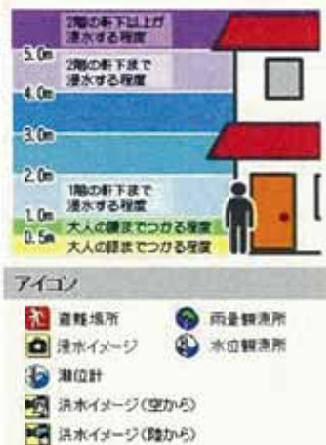 2階の軒下以上が
浸水する程度
5.0m
2階の軒下まで
浸水する程度
4.0m
3.0m
2.0m
1階の軒下まで
浸水する程度
1.0m
大人の腰までつかる程度
0.5m
大人の膝までつかる程度
アイコン
避難場所
雨量観測所
浸水イメージ
水位観測所
潮位計
洪水イメージ(空から)
洪水イメージ(陸から)